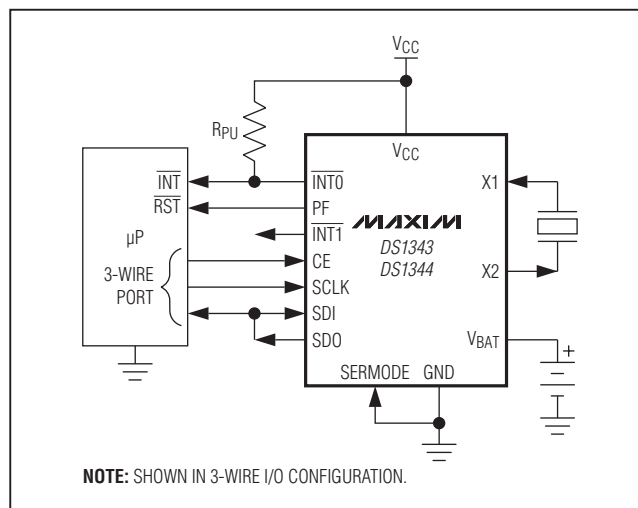 VCC
RPU
VCC
INT
INT0
X1
RST
PF
µP
INT1
MAXIM
DS1343
DS1344
CE
X2
3-WIRE
PORT
SCLK
SDI
VBAT
SDO
+
SERMODE GND
NOTE: SHOWN IN 3-WIRE I/O CONFIGURATION.